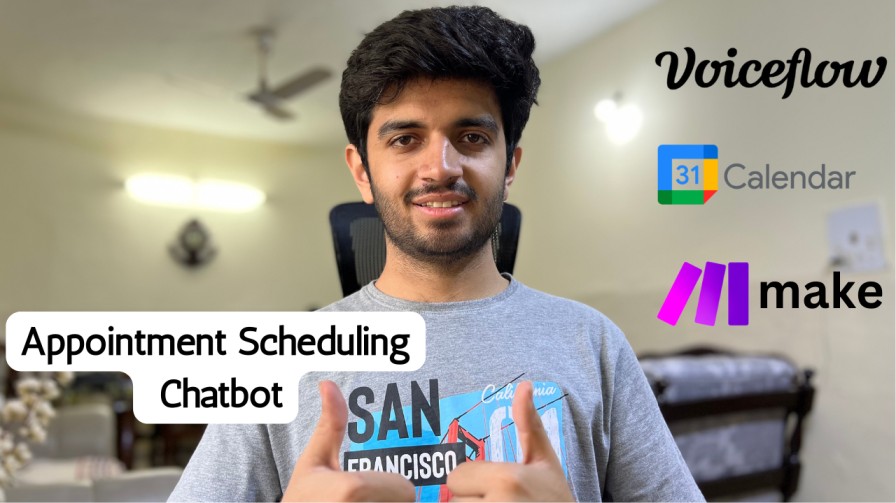 Voiceflow
31 Calendar
make
Appointment Scheduling
Chatbot
California
SAN
FRANCISCO